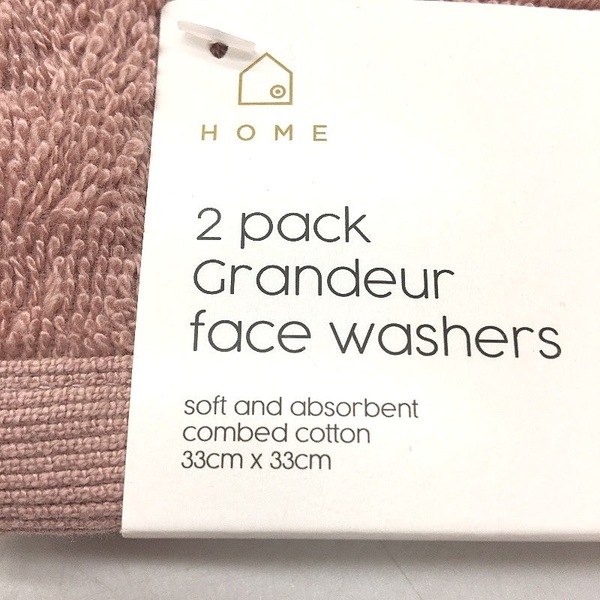 HOME
2 pack
Grandeur
face washers
soft and absorbent
combed cotton
33cm x 33cm